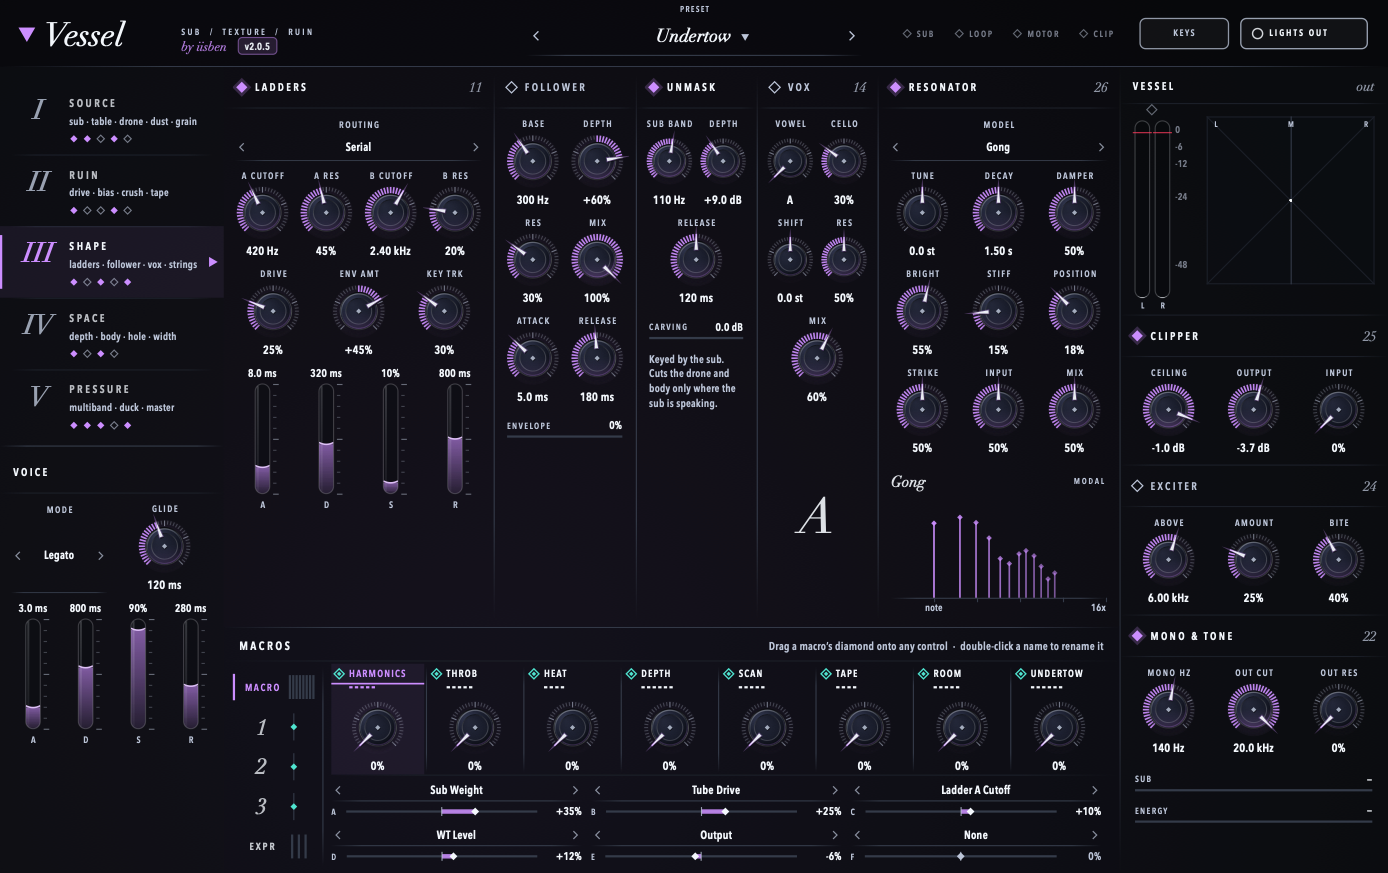 PRESET
Vessel
SUB / TEXTURE / RUIN
by iisben
v2.0.5
Undertow
SUB
LOOP
MOTOR
CLIP
KEYS
LIGHTS OUT
I
SOURCE
sub · table · drone · dust · grain
II
RUIN
drive · bias · crush · tape
III
SHAPE
ladders · follower · vox · strings
IV
SPACE
depth · body · hole · width
V
PRESSURE
multiband · duck · master
VOICE
MODE
GLIDE
Legato
120 ms
3.0 ms 800 ms 90% 280 ms
A D S R
LADDERS 11
ROUTING
Serial
A CUTOFF A RES B CUTOFF B RES
420 Hz 45% 2.40 kHz 20%
DRIVE ENV AMT KEY TRK
25% +45% 30%
8.0 ms 320 ms 10% 800 ms
A D S R
FOLLOWER
BASE DEPTH
300 Hz +60%
RES MIX
30% 100%
ATTACK RELEASE
5.0 ms 180 ms
ENVELOPE 0%
UNMASK
SUB BAND DEPTH
110 Hz +9.0 dB
RELEASE
120 ms
CARVING 0.0 dB
Keyed by the sub.
Cuts the drone and
body only where the
sub is speaking.
VOX 14
VOWEL CELLO
A 30%
SHIFT RES
0.0 st 50%
MIX
60%
A
RESONATOR 26
MODEL
Gong
TUNE DECAY DAMPER
0.0 st 1.50 s 50%
BRIGHT STIFF POSITION
55% 15% 18%
STRIKE INPUT MIX
50% 50% 50%
Gong MODAL
note 16x
VESSEL out
0
-6
-12
-24
-48
L R
L M R
CLIPPER 25
CEILING OUTPUT INPUT
-1.0 dB -3.7 dB 0%
EXCITER 24
ABOVE AMOUNT BITE
6.00 kHz 25% 40%
MONO & TONE 22
MONO HZ OUT CUT OUT RES
140 Hz 20.0 kHz 0%
SUB –
ENERGY –
MACROS
Drag a macro's diamond onto any control · double-click a name to rename it
MACRO
1
2
3
EXPR
HARMONICS THROB HEAT DEPTH SCAN TAPE ROOM UNDERTOW
0% 0% 0% 0% 0% 0% 0% 0%
Sub Weight Tube Drive Ladder A Cutoff
A +35% B +25% C +10%
WT Level Output None
D +12% E -6% F 0%